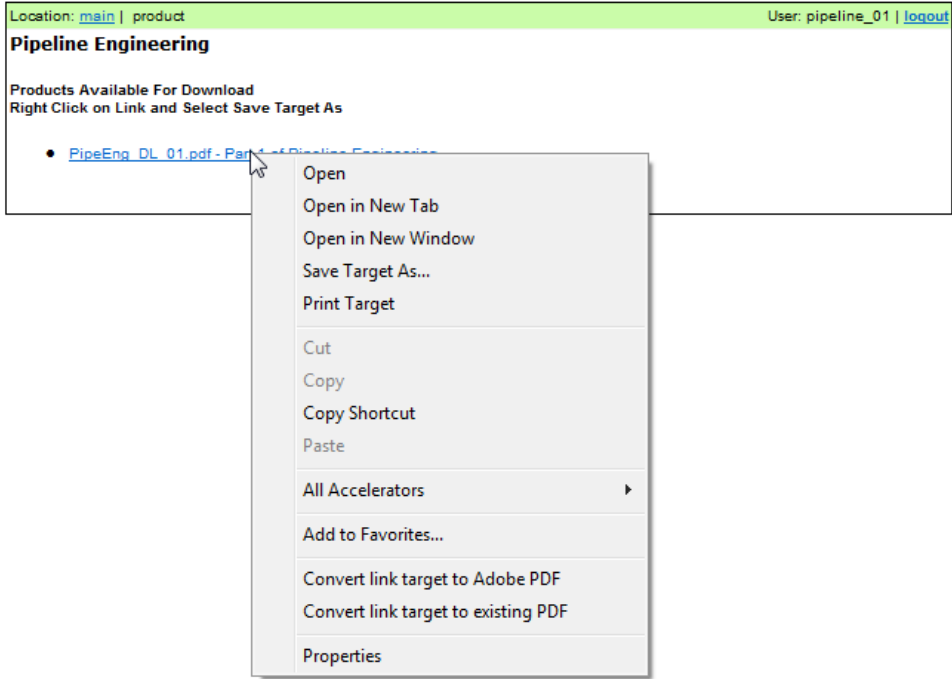 Location: main | product User: pipeline_01 | logout
Pipeline Engineering
Products Available For Download
Right Click on Link and Select Save Target As
PipeEng_DL_01.pdf - Part 1 of Pipeline Engineering
Open
Open in New Tab
Open in New Window
Save Target As...
Print Target
Cut
Copy
Copy Shortcut
Paste
All Accelerators
Add to Favorites...
Convert link target to Adobe PDF
Convert link target to existing PDF
Properties